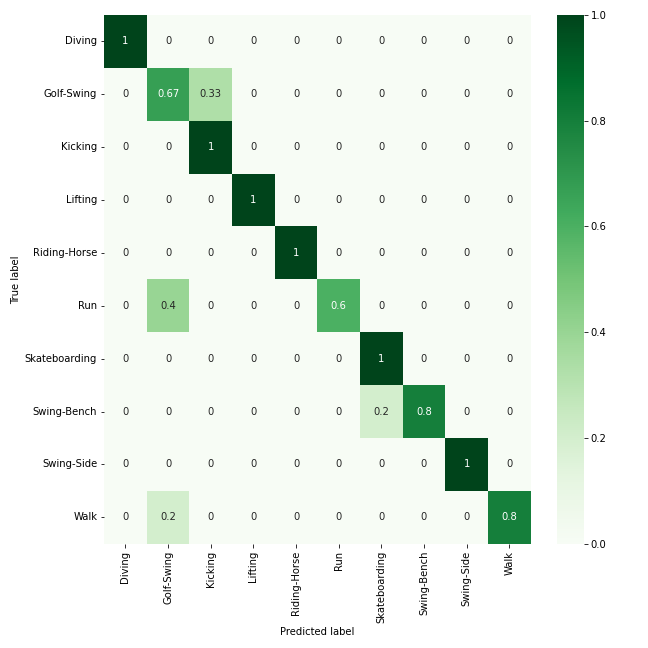 Diving 1 0 0 0 0 0 0 0 0 0
Golf-Swing 0 0.67 0.33 0 0 0 0 0 0 0
Kicking 0 0 1 0 0 0 0 0 0 0
Lifting 0 0 0 1 0 0 0 0 0 0
Riding-Horse 0 0 0 0 1 0 0 0 0 0
Run 0 0.4 0 0 0 0.6 0 0 0 0
Skateboarding 0 0 0 0 0 0 1 0 0 0
Swing-Bench 0 0 0 0 0 0 0.2 0.8 0 0
Swing-Side 0 0 0 0 0 0 0 0 1 0
Walk 0 0.2 0 0 0 0 0 0 0 0.8
True label
Diving
Golf-Swing
Kicking
Lifting
Riding-Horse
Run
Skateboarding
Swing-Bench
Swing-Side
Walk
Predicted label
1.0
0.8
0.6
0.4
0.2
0.0